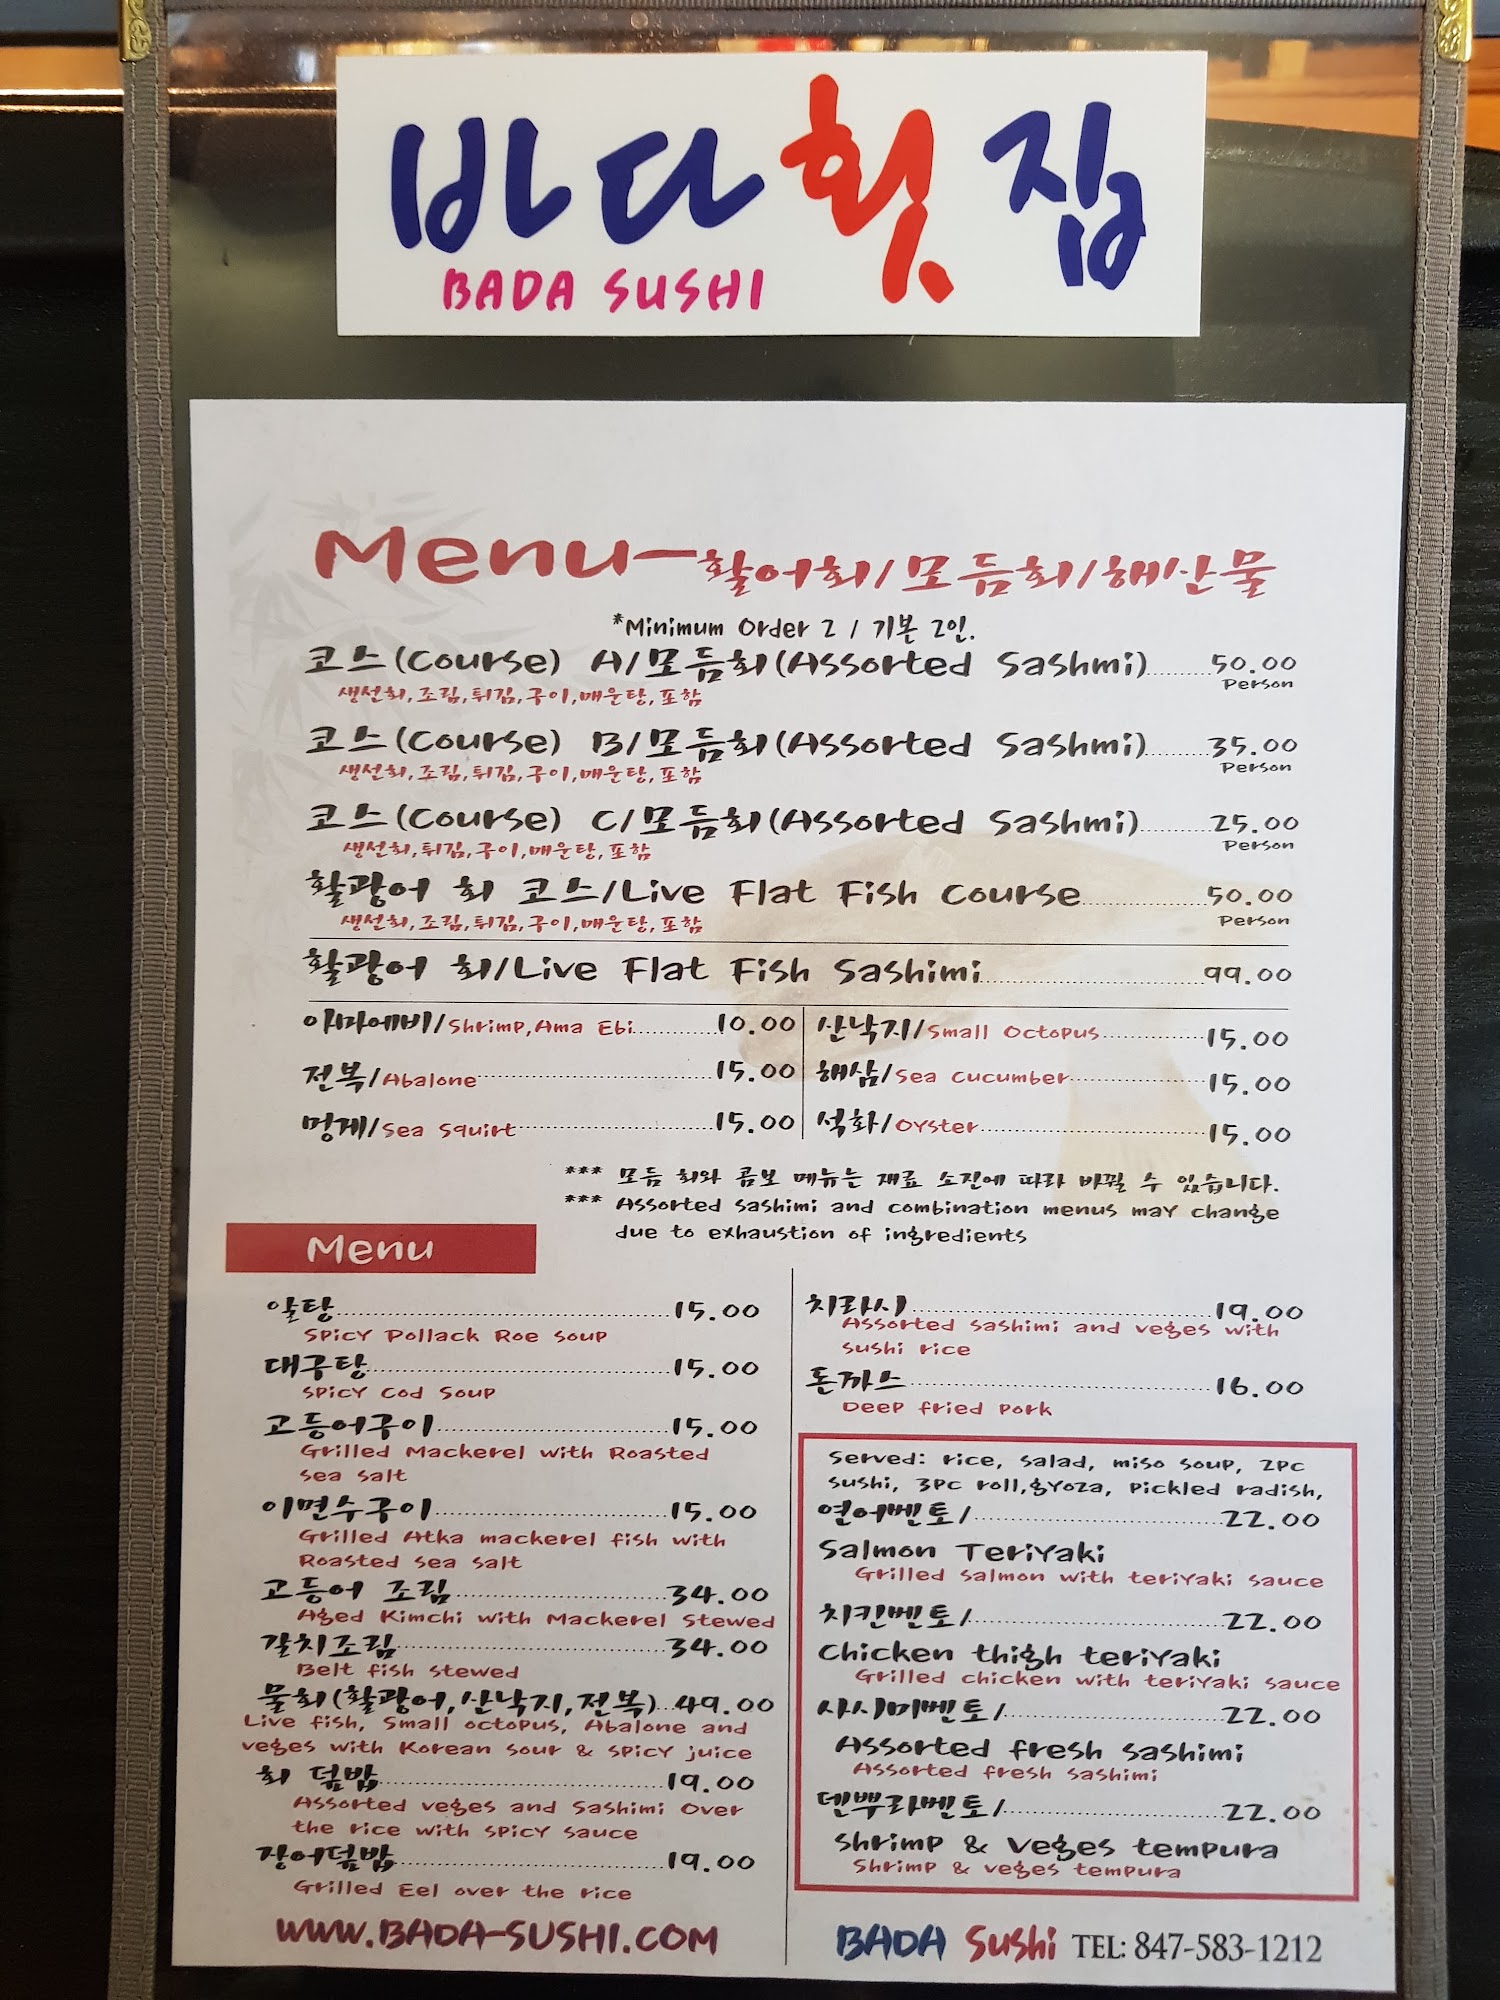 바다횟집
BADA SUSHI
Menu-활어회/모듬회/해산물
*Minimum Order 2 / 기본 2인.
코스(Course) A/모듬회(Assorted Sashmi) 50.00
Person
생선회,조림,튀김,구이,매운탕,포함
코스(Course) B/모듬회(Assorted Sashmi) 35.00
Person
생선회,조림,튀김,구이,매운탕,포함
코스(Course) C/모듬회(Assorted Sashmi) 25.00
Person
생선회,튀김,구이,매운탕,포함
활광어 회 코스/Live Flat Fish Course 50.00
Person
생선회,조림,튀김,구이,매운탕,포함
활광어 회/Live Flat Fish Sashimi 99.00
아마에비/Shrimp,Ama Ebi 10.00
전복/Abalone 15.00
멍게/Sea Squirt 15.00
산낙지/Small Octopus 15.00
해삼/Sea Cucumber 15.00
석화/Oyster 15.00
*** 모듬 회와 콤보 메뉴는 재료 소진에 따라 바뀔 수 있습니다.
*** Assorted sashimi and combination menus may change
due to exhaustion of ingredients
Menu
알탕 15.00
Spicy Pollack Roe Soup
대구탕 15.00
Spicy Cod Soup
고등어구이 15.00
Grilled Mackerel with Roasted
sea salt
이면수구이 15.00
Grilled Atka mackerel fish with
Roasted sea salt
고등어 조림 34.00
Aged Kimchi with Mackerel Stewed
갈치조림 34.00
Belt fish stewed
물회(활광어,산낙지,전복) 49.00
Live fish, Small octopus, Abalone and
veges with Korean sour & spicy juice
회 덮밥 19.00
Assorted veges and Sashimi Over
the rice with spicy sauce
장어덮밥 19.00
Grilled Eel over the rice
WWW.BADA-SUSHI.COM
치라시 19.00
Assorted sashimi and veges with
sushi rice
돈까스 16.00
Deep fried pork
Served: rice, salad, miso soup, 2pc
sushi, 3pc roll,gyoza, pickled radish,
연어벤토/ 22.00
Salmon Teriyaki
Grilled salmon with teriyaki sauce
치킨벤토/ 22.00
Chicken thigh teriyaki
Grilled chicken with teriyaki sauce
사시미벤토/ 22.00
Assorted fresh sashimi
Assorted fresh sashimi
덴뿌라벤토/ 22.00
Shrimp & Veges tempura
Shrimp & veges tempura
BADA Sushi TEL: 847-583-1212